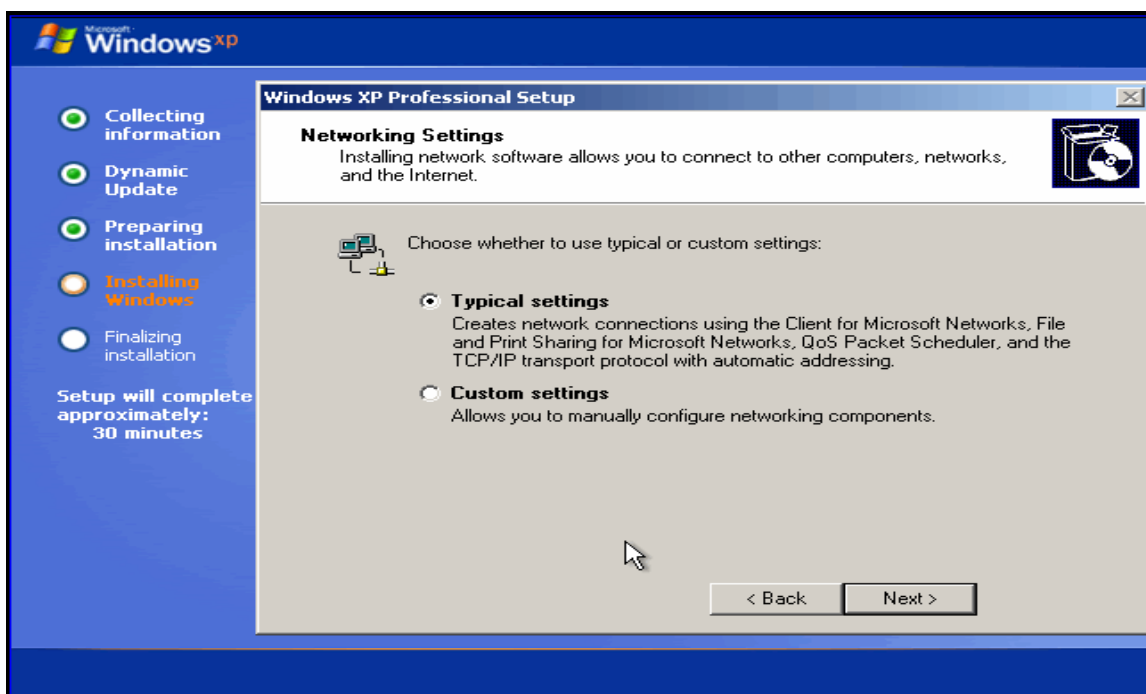 Microsoft
Windows xp
Collecting
information
Dynamic
Update
Preparing
installation
Installing
Windows
Finalizing
installation
Setup will complete
approximately:
30 minutes
Windows XP Professional Setup
Networking Settings
Installing network software allows you to connect to other computers, networks,
and the Internet.
Choose whether to use typical or custom settings:
Typical settings
Creates network connections using the Client for Microsoft Networks, File
and Print Sharing for Microsoft Networks, QoS Packet Scheduler, and the
TCP/IP transport protocol with automatic addressing.
Custom settings
Allows you to manually configure networking components.
< Back
Next >